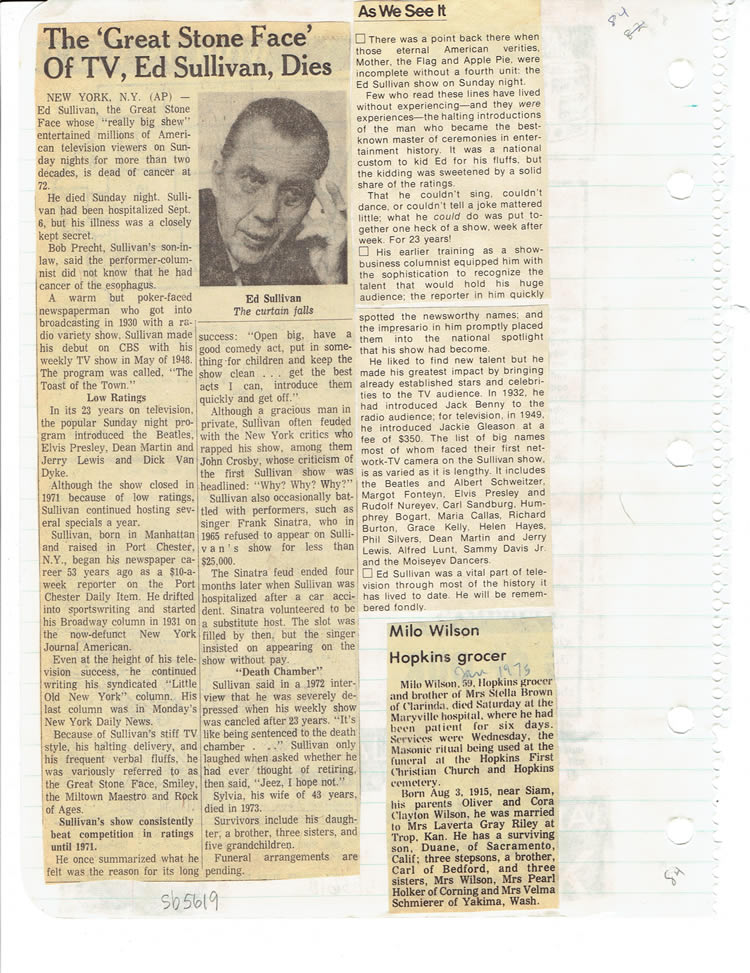 The 'Great Stone Face'
Of TV, Ed Sullivan, Dies
NEW YORK, N.Y. (AP) —
Ed Sullivan, the Great Stone
Face whose "really big shew"
entertained millions of Ameri-
can television viewers on Sun-
day nights for more than two
decades, is dead of cancer at
72.
He died Sunday night. Sulli-
van had been hospitalized Sept.
6, but his illness was a closely
kept secret.
Bob Precht, Sullivan's son-in-
law, said the performer-colum-
nist did not know that he had
cancer of the esophagus.
A warm but poker-faced
newspaperman who got into
broadcasting in 1930 with a ra-
dio variety show, Sullivan made
his debut on CBS with his
weekly TV show in May of 1948.
The program was called, "The
Toast of the Town."
Low Ratings
In its 23 years on television,
the popular Sunday night pro-
gram introduced the Beatles,
Elvis Presley, Dean Martin and
Jerry Lewis and Dick Van
Dyke.
Although the show closed in
1971 because of low ratings,
Sullivan continued hosting sev-
eral specials a year.
Sullivan, born in Manhattan
and raised in Port Chester,
N.Y., began his newspaper ca-
reer 53 years ago as a $10-a-
week reporter on the Port
Chester Daily Item. He drifted
into sportswriting and started
his Broadway column in 1931 on
the now-defunct New York
Journal American.
Even at the height of his tele-
vision success, he continued
writing his syndicated "Little
Old New York" column. His
last column was in Monday's
New York Daily News.
Because of Sullivan's stiff TV
style, his halting delivery, and
his frequent verbal fluffs, he
was variously referred to as
the Great Stone Face, Smiley,
the Miltown Maestro and Rock
of Ages.
Sullivan's show consistently
beat competition in ratings
until 1971.
He once summarized what he
felt was the reason for its long
Ed Sullivan
The curtain falls
success: "Open big, have a
good comedy act, put in some-
thing for children and keep the
show clean . . . get the best
acts I can, introduce them
quickly and get off."
Although a gracious man in
private, Sullivan often feuded
with the New York critics who
rapped his show, among them
John Crosby, whose criticism of
the first Sullivan show was
headlined: "Why? Why? Why?"
Sullivan also occasionally bat-
tled with performers, such as
singer Frank Sinatra, who in
1965 refused to appear on Sulli-
van's show for less than
$25,000.
The Sinatra feud ended four
months later when Sullivan was
hospitalized after a car acci-
dent. Sinatra volunteered to be
a substitute host. The slot was
filled by then, but the singer
insisted on appearing on the
show without pay.
"Death Chamber"
Sullivan said in a 1972 inter-
view that he was severely de-
pressed when his weekly show
was cancled after 23 years. "It's
like being sentenced to the death
chamber . . ." Sullivan only
laughed when asked whether he
had ever thought of retiring,
then said, "Jeez, I hope not."
Sylvia, his wife of 43 years,
died in 1973.
Survivors include his daugh-
ter, a brother, three sisters, and
five grandchildren.
Funeral arrangements are
pending.
As We See It
□ There was a point back there when
those eternal American verities,
Mother, the Flag and Apple Pie, were
incomplete without a fourth unit: the
Ed Sullivan show on Sunday night.
Few who read these lines have lived
without experiencing—and they were
experiences—the halting introductions
of the man who became the best-
known master of ceremonies in enter-
tainment history. It was a national
custom to kid Ed for his fluffs, but
the kidding was sweetened by a solid
share of the ratings.
That he couldn't sing, couldn't
dance, or couldn't tell a joke mattered
little; what he could do was put to-
gether one heck of a show, week after
week. For 23 years!
□ His earlier training as a show-
business columnist equipped him with
the sophistication to recognize the
talent that would hold his huge
audience; the reporter in him quickly
spotted the newsworthy names; and
the impresario in him promptly placed
them into the national spotlight
that his show had become.
He liked to find new talent but he
made his greatest impact by bringing
already established stars and celebri-
ties to the TV audience. In 1932, he
had introduced Jack Benny to the
radio audience; for television, in 1949,
he introduced Jackie Gleason at a
fee of $350. The list of big names
most of whom faced their first net-
work-TV camera on the Sullivan show,
is as varied as it is lengthy. It includes
the Beatles and Albert Schweitzer,
Margot Fonteyn, Elvis Presley and
Rudolf Nureyev, Carl Sandburg, Hum-
phrey Bogart, Maria Callas, Richard
Burton, Grace Kelly, Helen Hayes,
Phil Silvers, Dean Martin and Jerry
Lewis, Alfred Lunt, Sammy Davis Jr.
and the Moiseyev Dancers.
□ Ed Sullivan was a vital part of tele-
vision through most of the history it
has lived to date. He will be remem-
bered fondly.
Milo Wilson
Hopkins grocer
Jan 1975
Milo Wilson, 59, Hopkins grocer
and brother of Mrs Stella Brown
of Clarinda, died Saturday at the
Maryville hospital, where he had
been patient for six days.
Services were Wednesday, the
Masonic ritual being used at the
funeral at the Hopkins First
Christian Church and Hopkins
cemetery.
Born Aug 3, 1915, near Siam,
his parents Oliver and Cora
Clayton Wilson, he was married
to Mrs Laverta Gray Riley at
Trop, Kan. He has a surviving
son, Duane, of Sacramento,
Calif; three stepsons, a brother,
Carl of Bedford, and three
sisters, Mrs Wilson, Mrs Pearl
Holker of Corning and Mrs Velma
Schmierer of Yakima, Wash.
84
84
sb5619